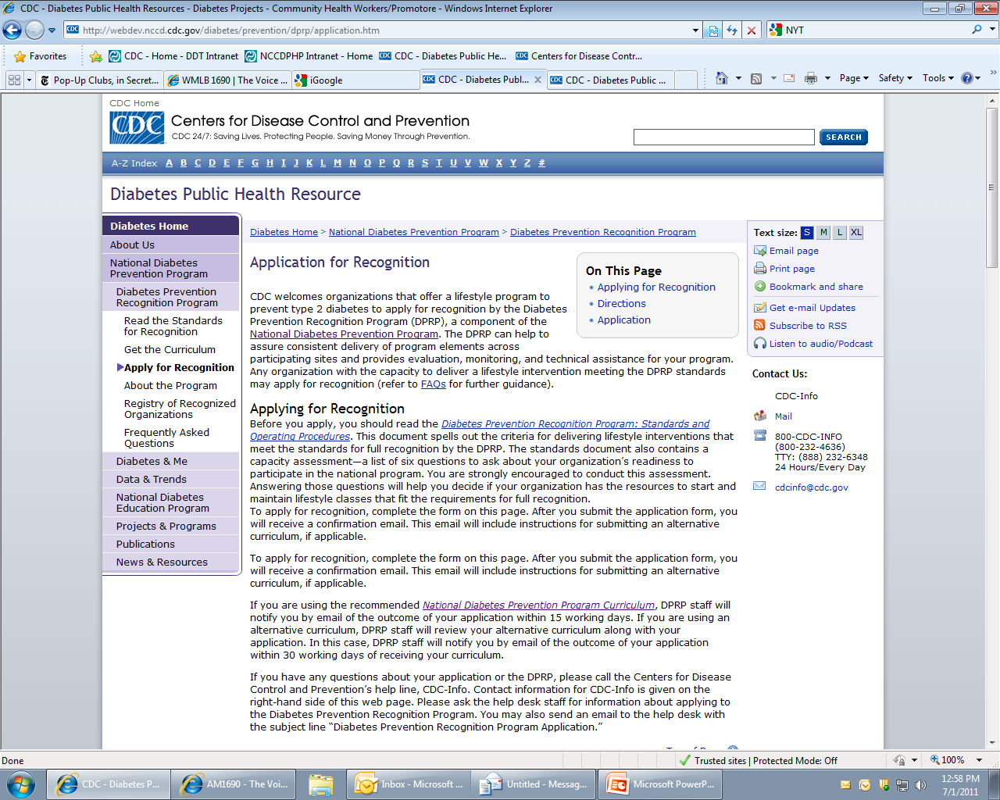 CDC - Diabetes Public Health Resources - Diabetes Projects - Community Health Workers/Promotore - Windows Internet Explorer
http://webdev.nccd.cdc.gov/diabetes/prevention/dprp/application.htm
NYT
Favorites
CDC - Home - DDT Intranet
NCCDPHP Intranet - Home
CDC - Diabetes Public He...
Centers for Disease Contr...
Pop-Up Clubs, in Secret...
WMLB 1690 | The Voice ...
iGoogle
CDC - Diabetes Publ...
CDC - Diabetes Public ...
Page
Safety
Tools
CDC Home
CDC
Centers for Disease Control and Prevention
CDC 24/7: Saving Lives. Protecting People. Saving Money Through Prevention.
SEARCH
A-Z Index A B C D E F G H I J K L M N O P Q R S T U V W X Y Z #
Diabetes Public Health Resource
Diabetes Home
About Us
National Diabetes
Prevention Program
Diabetes Prevention
Recognition Program
Read the Standards
for Recognition
Get the Curriculum
Apply for Recognition
About the Program
Registry of Recognized
Organizations
Frequently Asked
Questions
Diabetes & Me
Data & Trends
National Diabetes
Education Program
Projects & Programs
Publications
News & Resources
Diabetes Home > National Diabetes Prevention Program > Diabetes Prevention Recognition Program
Application for Recognition
On This Page
Applying for Recognition
Directions
Application
CDC welcomes organizations that offer a lifestyle program to
prevent type 2 diabetes to apply for recognition by the Diabetes
Prevention Recognition Program (DPRP), a component of the
National Diabetes Prevention Program. The DPRP can help to
assure consistent delivery of program elements across
participating sites and provides evaluation, monitoring, and technical assistance for your program.
Any organization with the capacity to deliver a lifestyle intervention meeting the DPRP standards
may apply for recognition (refer to FAQs for further guidance).
Applying for Recognition
Before you apply, you should read the Diabetes Prevention Recognition Program: Standards and
Operating Procedures. This document spells out the criteria for delivering lifestyle interventions that
meet the standards for full recognition by the DPRP. The standards document also contains a
capacity assessment—a list of six questions to ask about your organization's readiness to
participate in the national program. You are strongly encouraged to conduct this assessment.
Answering those questions will help you decide if your organization has the resources to start and
maintain lifestyle classes that fit the requirements for full recognition.
To apply for recognition, complete the form on this page. After you submit the application form, you
will receive a confirmation email. This email will include instructions for submitting an alternative
curriculum, if applicable.
To apply for recognition, complete the form on this page. After you submit the application form, you
will receive a confirmation email. This email will include instructions for submitting an alternative
curriculum, if applicable.
If you are using the recommended National Diabetes Prevention Program Curriculum, DPRP staff will
notify you by email of the outcome of your application within 15 working days. If you are using an
alternative curriculum, DPRP staff will review your alternative curriculum along with your
application. In this case, DPRP staff will notify you by email of the outcome of your application
within 30 working days of receiving your curriculum.
If you have any questions about your application or the DPRP, please call the Centers for Disease
Control and Prevention's help line, CDC-Info. Contact information for CDC-Info is given on the
right-hand side of this web page. Please ask the help desk staff for information about applying to
the Diabetes Prevention Recognition Program. You may also send an email to the help desk with
the subject line “Diabetes Prevention Recognition Program Application.”
Text size: S M L XL
Email page
Print page
Bookmark and share
Get e-mail Updates
Subscribe to RSS
Listen to audio/Podcast
Contact Us:
CDC-Info
Mail
800-CDC-INFO
(800-232-4636)
TTY: (888) 232-6348
24 Hours/Every Day
cdcinfo@cdc.gov
Done
Trusted sites | Protected Mode: Off
100%
CDC - Diabetes P...
AM1690 - The Voi...
Inbox - Microsoft ...
Untitled - Messag...
Microsoft PowerP...
12:58 PM
7/1/2011